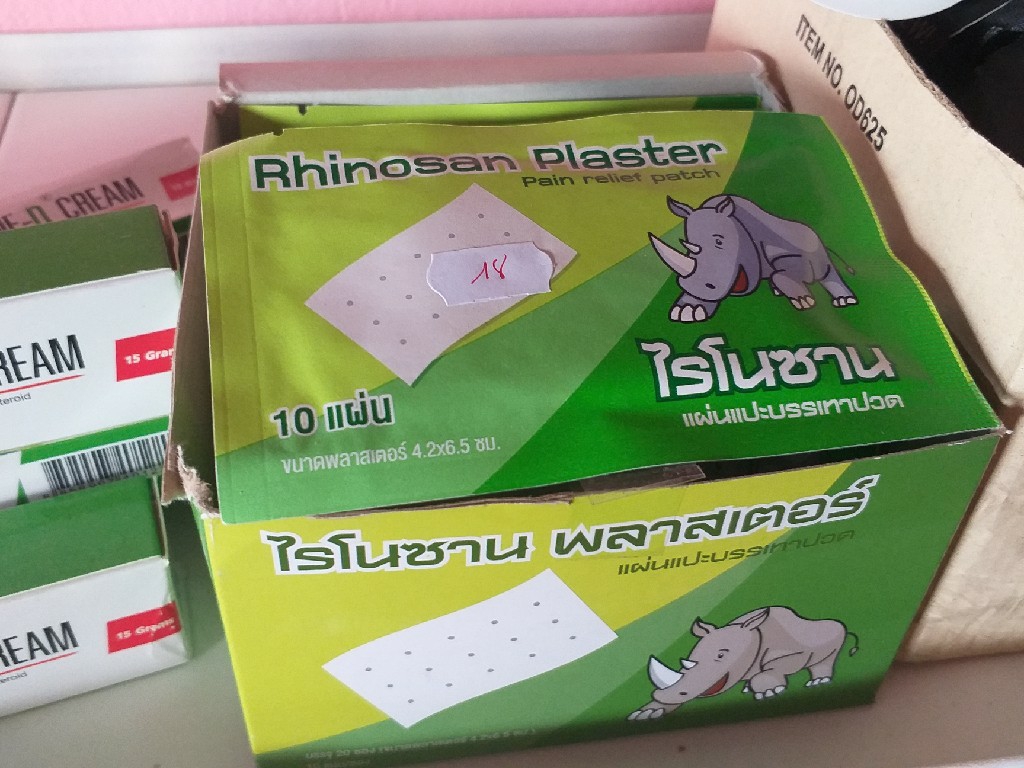 ITEM NO. OD625
Rhinosan Plaster
Pain relief patch
18
ไรโนซาน
แผ่นแปะบรรเทาปวด
10 แผ่น
ขนาดพลาสเตอร์ 4.2x6.5 ซม.
ไรโนซาน พลาสเตอร์
แผ่นแปะบรรเทาปวด
CREAM
REAM
15 Gram
REAM
15 Gram